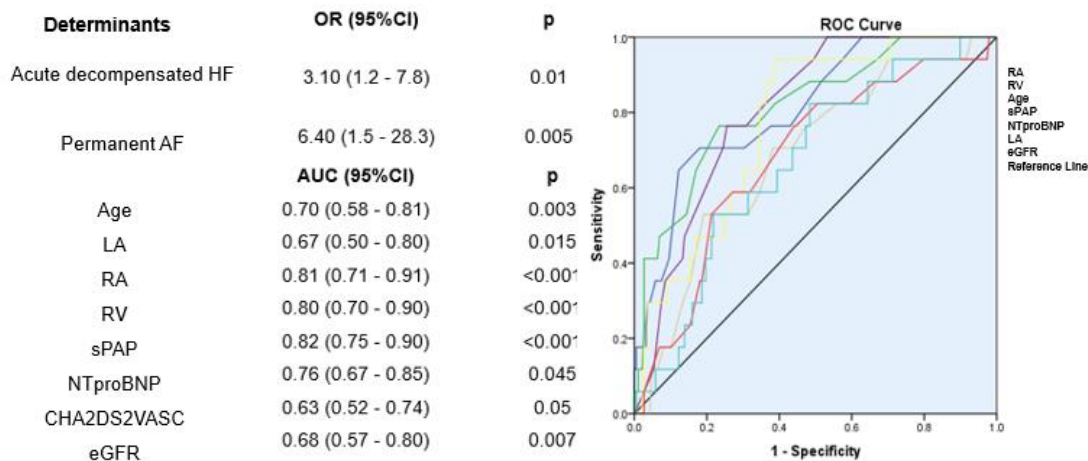 Determinants OR (95%CI) p
Acute decompensated HF 3.10 (1.2 - 7.8) 0.01
Permanent AF 6.40 (1.5 - 28.3) 0.005
AUC (95%CI) p
Age 0.70 (0.58 - 0.81) 0.003
LA 0.67 (0.50 - 0.80) 0.015
RA 0.81 (0.71 - 0.91) <0.001
RV 0.80 (0.70 - 0.90) <0.001
sPAP 0.82 (0.75 - 0.90) <0.001
NTproBNP 0.76 (0.67 - 0.85) 0.045
CHA2DS2VASC 0.63 (0.52 - 0.74) 0.05
eGFR 0.68 (0.57 - 0.80) 0.007
ROC Curve
1.0
0.8
0.6
0.4
0.2
0.0
Sensitivity
0.0 0.2 0.4 0.6 0.8 1.0
1 - Specificity
RA
RV
Age
sPAP
NTproBNP
LA
eGFR
Reference Line